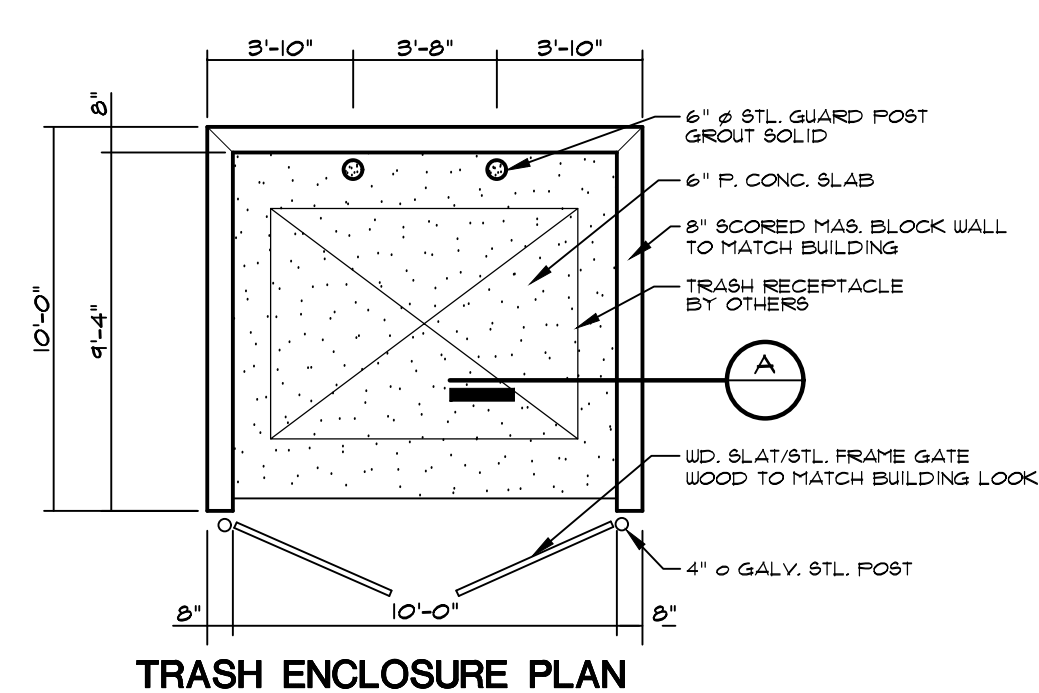 3'-10" 3'-8" 3'-10"
8"
6" ø STL. GUARD POST
GROUT SOLID
6" P. CONC. SLAB
8" SCORED MAS. BLOCK WALL
TO MATCH BUILDING
TRASH RECEPTACLE
BY OTHERS
10'-0"
9'-4"
A
WD. SLAT/STL. FRAME GATE
WOOD TO MATCH BUILDING LOOK
4" o GALV. STL. POST
8" 10'-0" 8"
TRASH ENCLOSURE PLAN